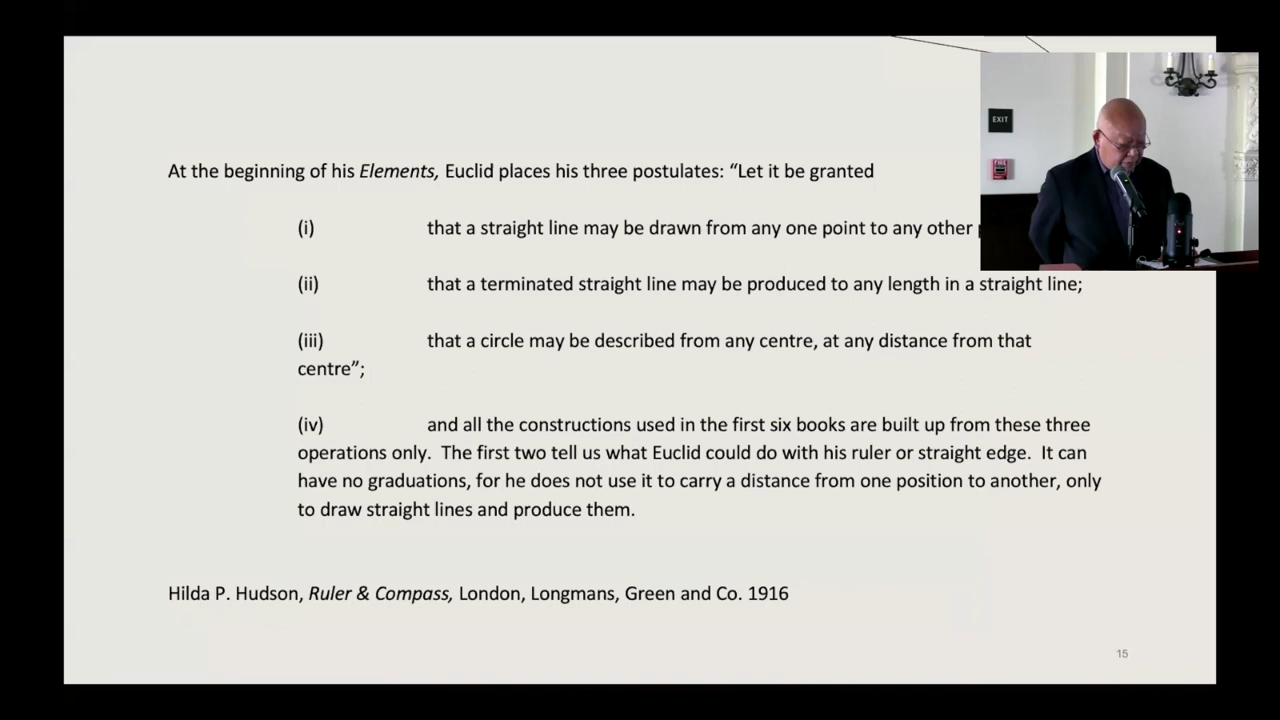 At the beginning of his Elements, Euclid places his three postulates: “Let it be granted
(i) that a straight line may be drawn from any one point to any other
(ii) that a terminated straight line may be produced to any length in a straight line;
(iii) that a circle may be described from any centre, at any distance from that
centre”;
(iv) and all the constructions used in the first six books are built up from these three
operations only. The first two tell us what Euclid could do with his ruler or straight edge. It can
have no graduations, for he does not use it to carry a distance from one position to another, only
to draw straight lines and produce them.
Hilda P. Hudson, Ruler & Compass, London, Longmans, Green and Co. 1916
15
EXIT